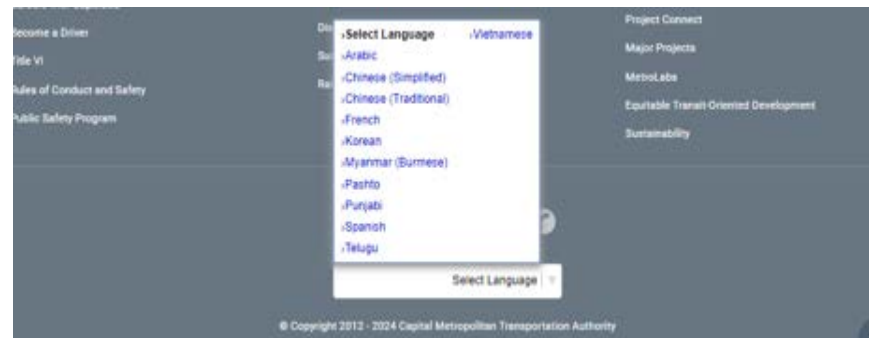 Become a Driver
Title VI
Rules of Conduct and Safety
Public Safety Program
›Select Language
›Arabic
›Chinese (Simplified)
›Chinese (Traditional)
›French
›Korean
›Myanmar (Burmese)
›Pashto
›Punjabi
›Spanish
›Telugu
›Vietnamese
Project Connect
Major Projects
MetroLabs
Equitable Transit-Oriented Development
Sustainability
Select Language
© Copyright 2012 - 2024 Capital Metropolitan Transportation Authority